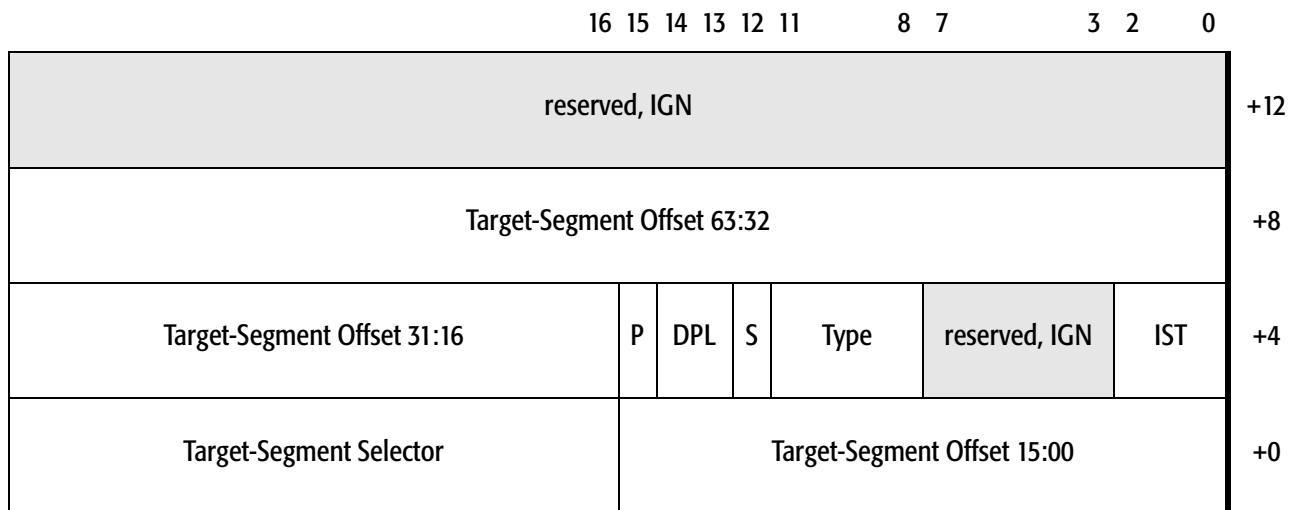 16 15 14 13 12 11 8 7 3 2 0
reserved, IGN +12
Target-Segment Offset 63:32 +8
Target-Segment Offset 31:16 P DPL S Type reserved, IGN IST +4
Target-Segment Selector Target-Segment Offset 15:00 +0